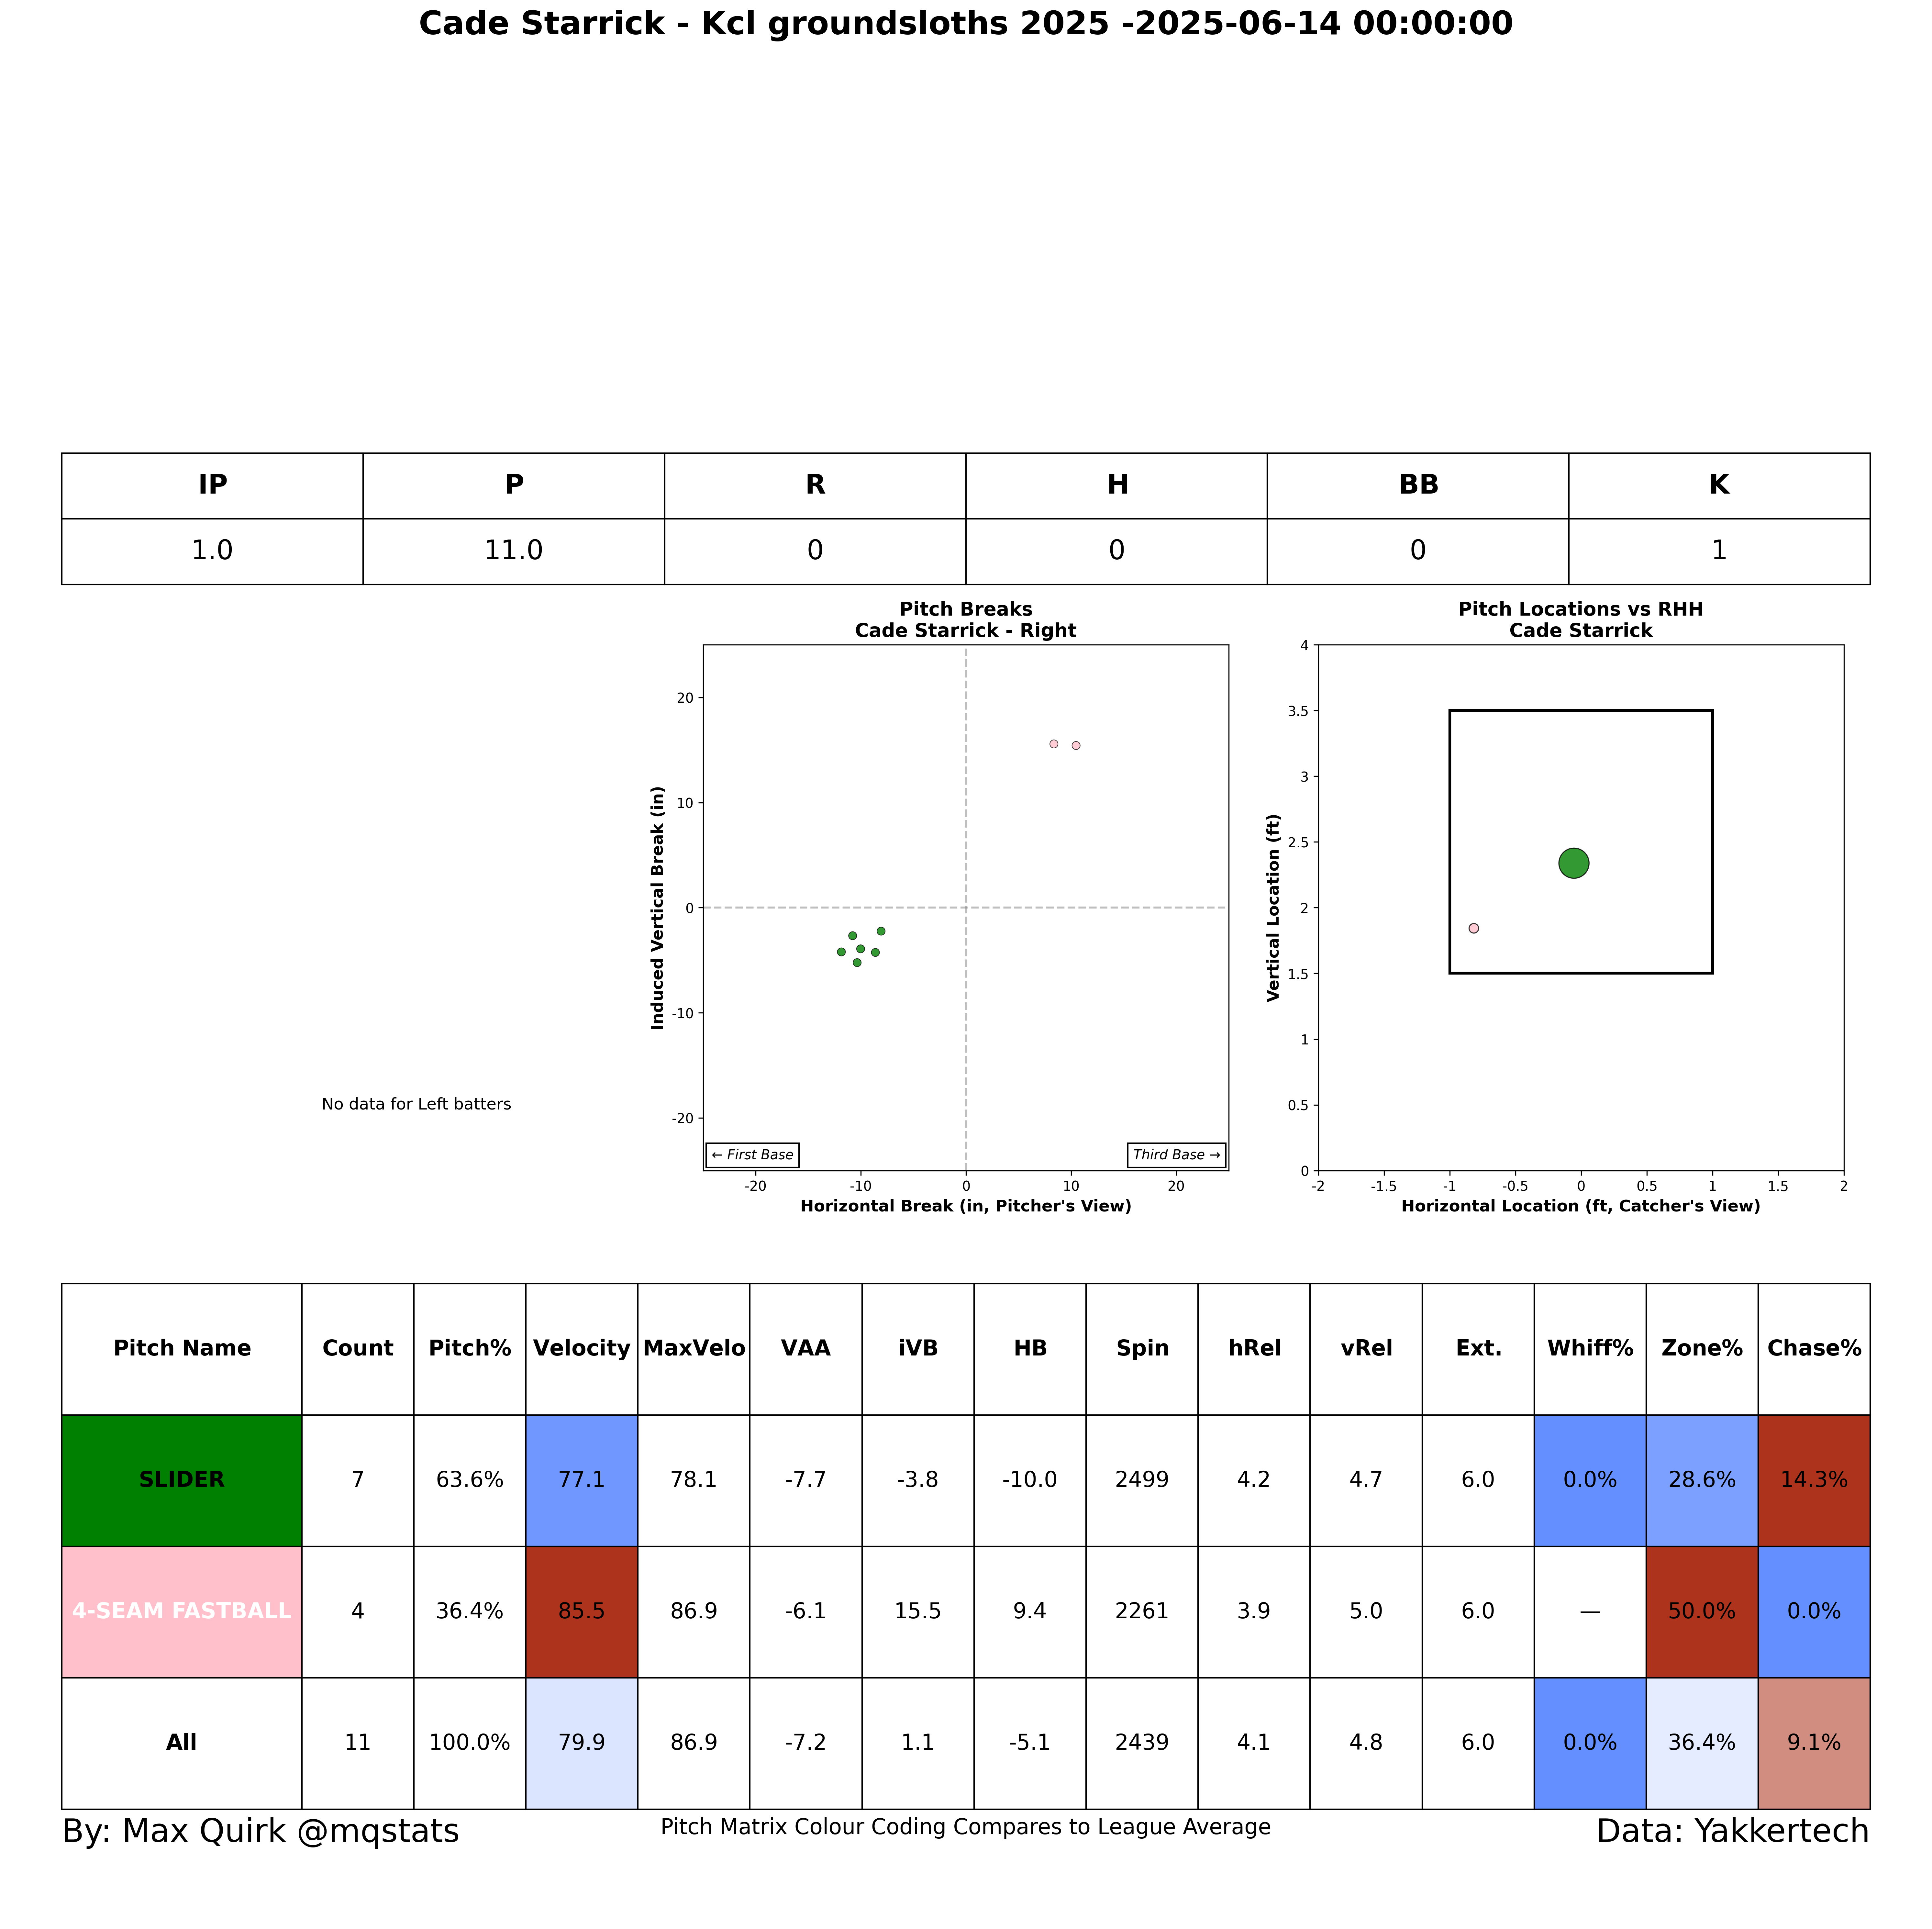 Cade Starrick - Kcl groundsloths 2025 -2025-06-14 00:00:00
IP P R H BB K
1.0 11.0 0 0 0 1
No data for Left batters
Pitch Breaks
Cade Starrick - Right
Induced Vertical Break (in)
20
10
0
-10
-20
← First Base Third Base →
-20 -10 0 10 20
Horizontal Break (in, Pitcher's View)
Pitch Locations vs RHH
Cade Starrick
Vertical Location (ft)
4
3.5
3
2.5
2
1.5
1
0.5
0
-2 -1.5 -1 -0.5 0 0.5 1 1.5 2
Horizontal Location (ft, Catcher's View)
Pitch Name Count Pitch% Velocity MaxVelo VAA iVB HB Spin hRel vRel Ext. Whiff% Zone% Chase%
SLIDER 7 63.6% 77.1 78.1 -7.7 -3.8 -10.0 2499 4.2 4.7 6.0 0.0% 28.6% 14.3%
4-SEAM FASTBALL 4 36.4% 85.5 86.9 -6.1 15.5 9.4 2261 3.9 5.0 6.0 — 50.0% 0.0%
All 11 100.0% 79.9 86.9 -7.2 1.1 -5.1 2439 4.1 4.8 6.0 0.0% 36.4% 9.1%
By: Max Quirk @mqstats Pitch Matrix Colour Coding Compares to League Average Data: Yakkertech